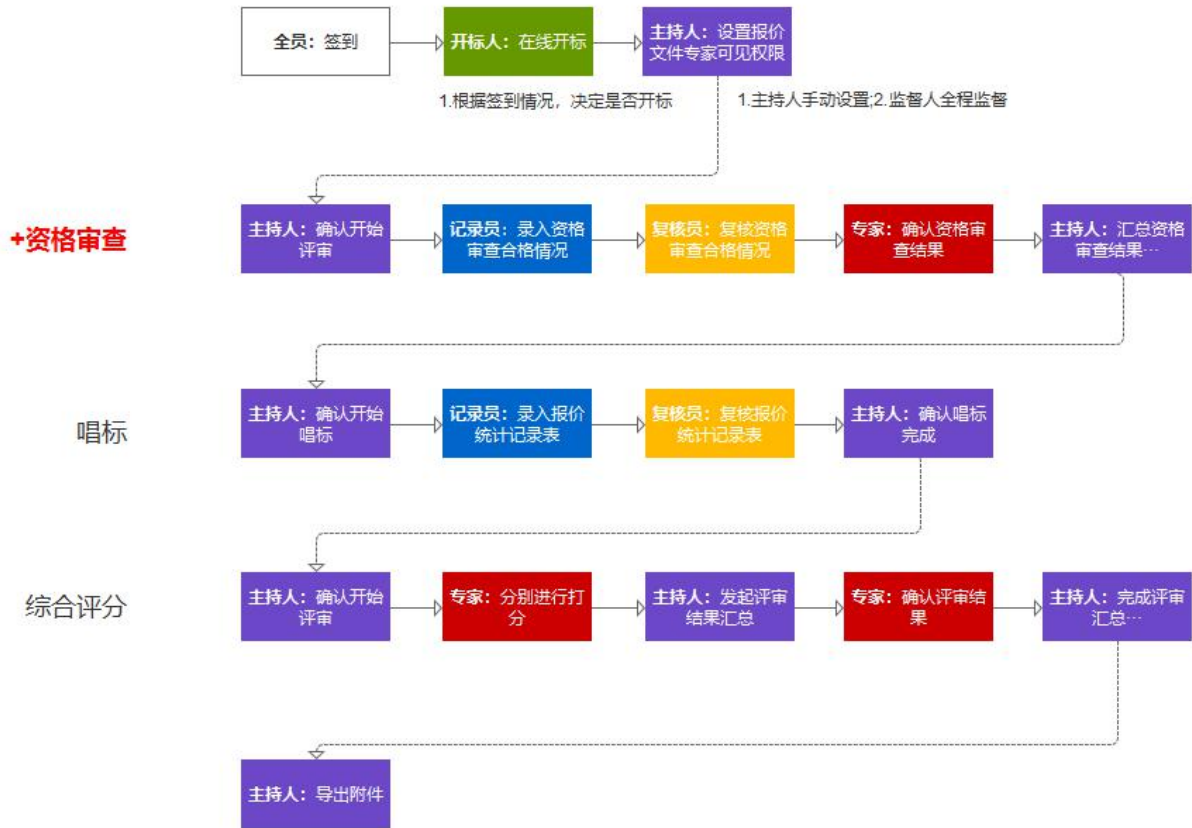 全员：签到
开标人：在线开标
主持人：设置报价
文件专家可见权限
1.根据签到情况，决定是否开标
1.主持人手动设置;2.监督人全程监督
+资格审查
主持人：确认开始
评审
记录员：录入资格
审查合格情况
复核员：复核资格
审查合格情况
专家：确认资格审
查结果
主持人：汇总资格
审查结果…
唱标
主持人：确认开始
唱标
记录员：录入报价
统计记录表
复核员：复核报价
统计记录表
主持人：确认唱标
完成
综合评分
主持人：确认开始
评审
专家：分别进行打
分
主持人：发起评审
结果汇总
专家：确认评审结
果
主持人：完成评审
汇总…
主持人：导出附件